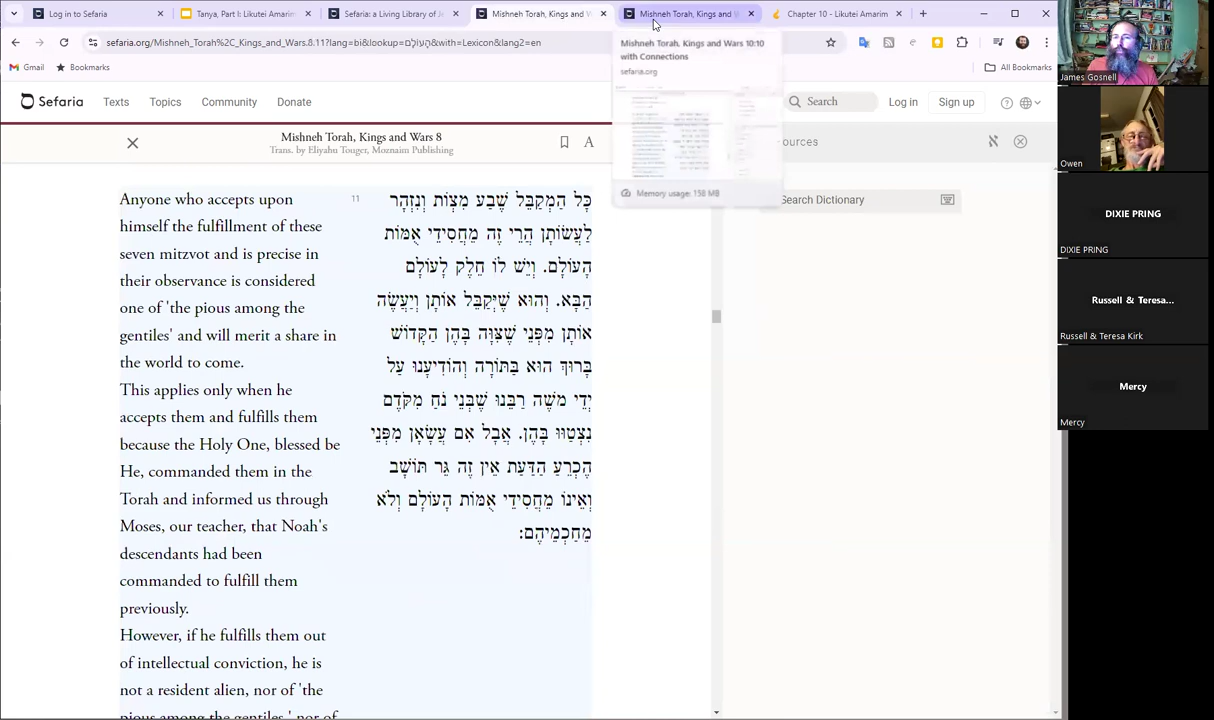 Log in to Sefaria
Tanya, Part I; Likutei Amarim
Sefaria: a Living Library of Je
Mishneh Torah, Kings and W
Mishneh Torah, Kings and
Chapter 10 - Likutei Amarim
sefaria.org/Mishneh_Torah%2C_Kings_and_Wars.8.11?lang=bi&lookup=הָעוֹלָם&with=Lexicon&lang2=en
Gmail
Bookmarks
All Bookmarks
Mishneh Torah, Kings and Wars 10:10
with Connections
sefaria.org
Memory usage: 158 MB
Sefaria
Texts
Topics
Community
Donate
Search
Log in
Sign up
Mishneh Torah, Kings and Wars 8
Trans. by Eliyahu Touger, Moznaim Publishing
A
ources
Search Dictionary
Anyone who accepts upon
himself the fulfillment of these
seven mitzvot and is precise in
their observance is considered
one of 'the pious among the
gentiles' and will merit a share in
the world to come.
This applies only when he
accepts them and fulfills them
because the Holy One, blessed be
He, commanded them in the
Torah and informed us through
Moses, our teacher, that Noah's
descendants had been
commanded to fulfill them
previously.
However, if he fulfills them out
of intellectual conviction, he is
not a resident alien, nor of 'the
pious among the gentiles,' nor of
11
כָּל הַמְקַבֵּל שֶׁבַע מִצְוֹת וְנִזְהָר
לַעֲשׂוֹתָן הֲרֵי זֶה מֵחֲסִידֵי אֻמּוֹת
הָעוֹלָם. וְיֵשׁ לוֹ חֵלֶק לָעוֹלָם
הַבָּא. וְהוּא שֶׁיְּקַבֵּל אוֹתָן וְיַעֲשֶׂה
אוֹתָן מִפְּנֵי שֶׁצִּוָּה בָּהֶן הַקָּדוֹשׁ
בָּרוּךְ הוּא בַּתּוֹרָה וְהוֹדִיעָנוּ עַל
יְדֵי משֶׁה רַבֵּנוּ שֶׁבְּנֵי נֹחַ מִקֹּדֶם
נִצְטַוּוּ בָּהֶן. אֲבָל אִם עֲשָׂאָן מִפְּנֵי
הֶכְרֵעַ הַדַּעַת אֵין זֶה גֵּר תּוֹשָׁב
וְאֵינוֹ מֵחֲסִידֵי אֻמּוֹת הָעוֹלָם וְלֹא
מֵחַכְמֵיהֶם:
James Gosnell
Owen
DIXIE PRING
DIXIE PRING
Russell & Teresa...
Russell & Teresa Kirk
Mercy
Mercy